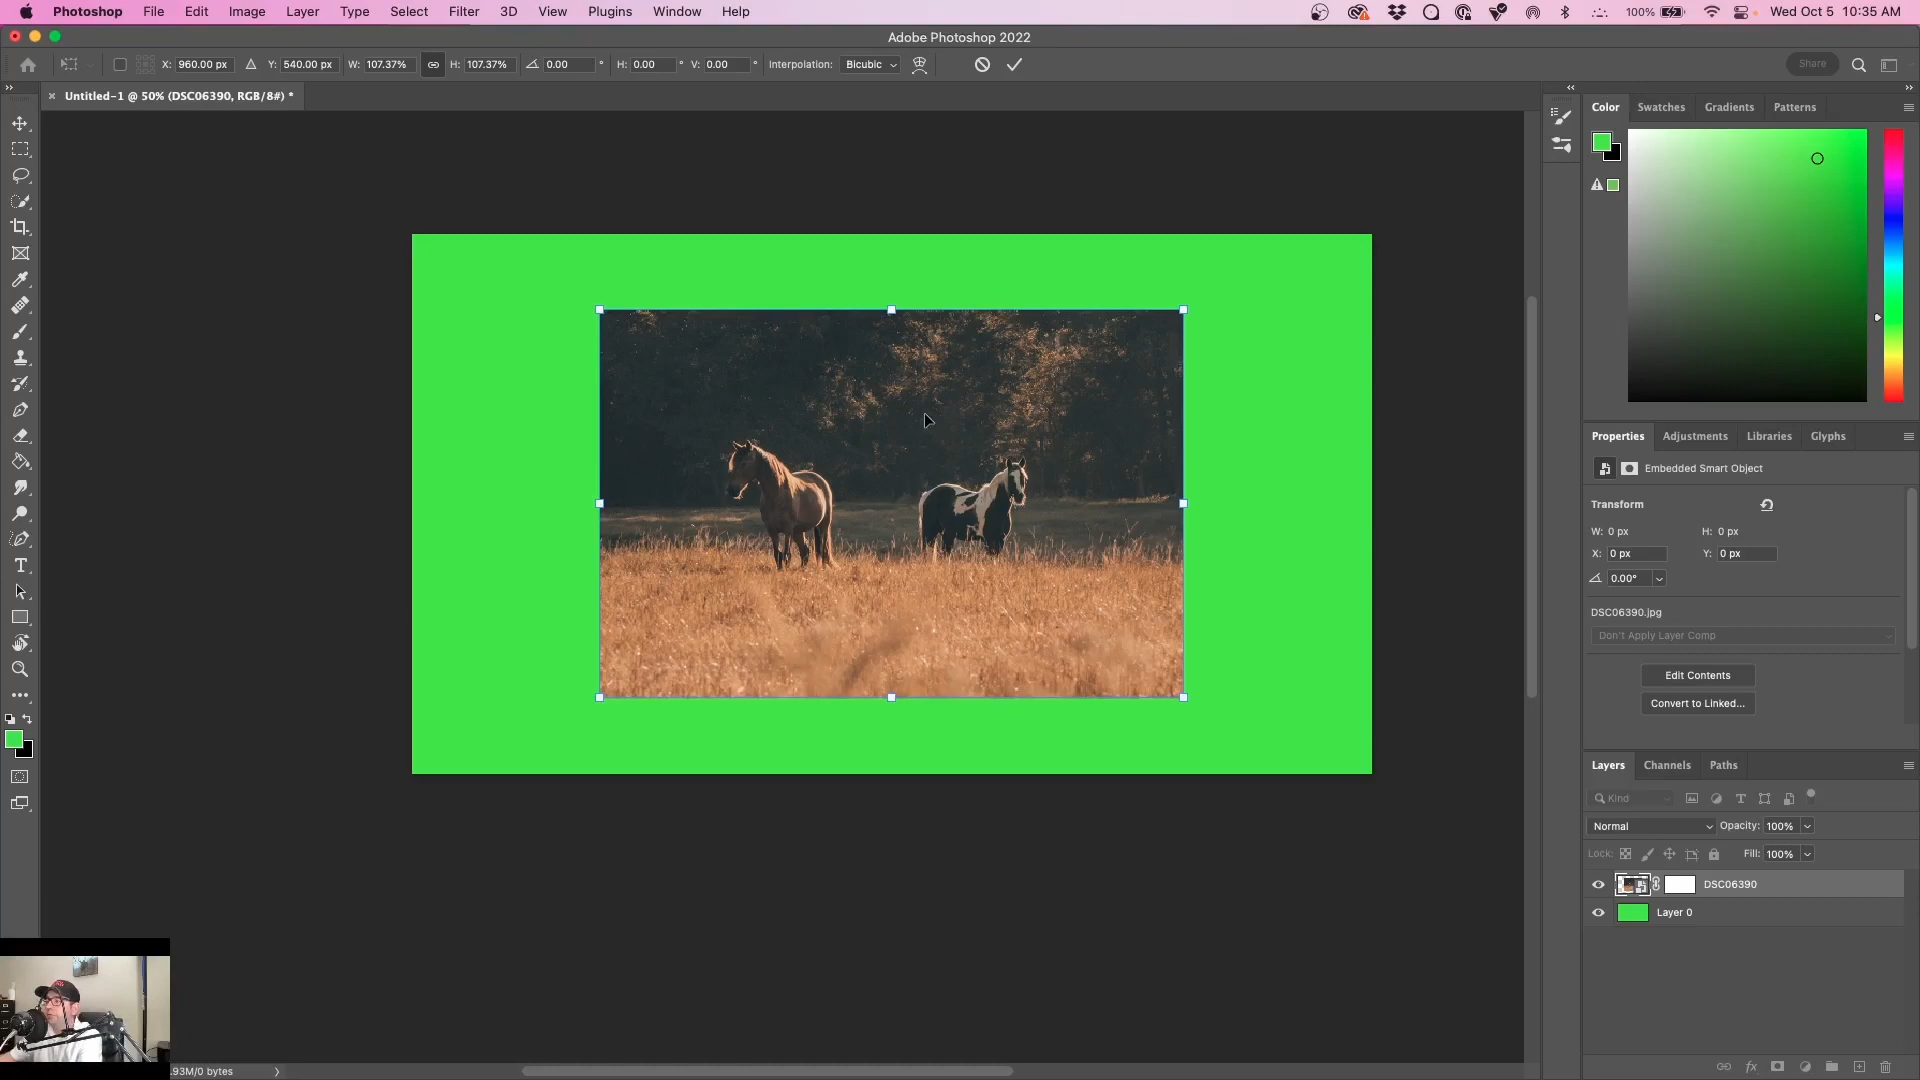 Photoshop File Edit Image Layer Type Select Filter 3D View Plugins Window Help 100% Wed Oct 5 10:35 AM
Adobe Photoshop 2022
X: 960.00 px Y: 540.00 px W: 107.37% H: 107.37% 0.00 ° H: 0.00 ° V: 0.00 ° Interpolation: Bicubic Share
Untitled-1 @ 50% (DSC06390, RGB/8#) *
Color Swatches Gradients Patterns
Properties Adjustments Libraries Glyphs
Embedded Smart Object
Transform
W: 0 px H: 0 px
X: 0 px Y: 0 px
0.00°
DSC06390.jpg
Don't Apply Layer Comp
Edit Contents
Convert to Linked...
Layers Channels Paths
Kind
Normal Opacity: 100%
Lock: Fill: 100%
DSC06390
Layer 0
.93M/0 bytes